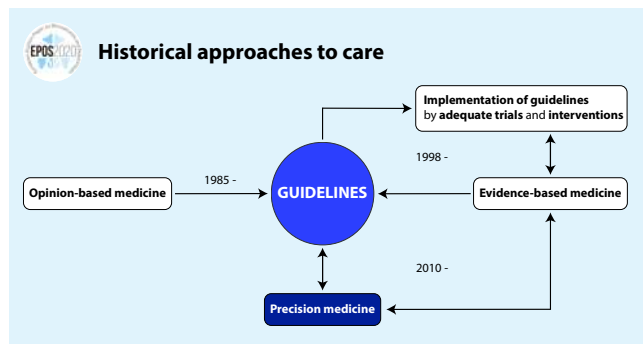 EPOS2020
Historical approaches to care
Implementation of guidelines
by adequate trials and interventions
1985 -
1998 -
Opinion-based medicine
GUIDELINES
Evidence-based medicine
2010 -
Precision medicine